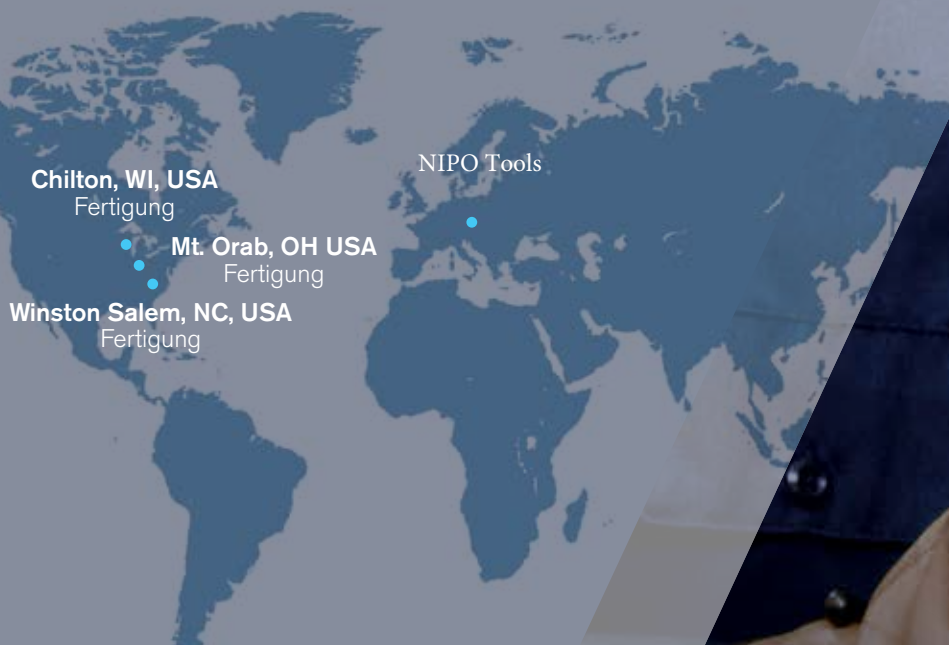 NIPO Tools
Chilton, WI, USA
Fertigung
Mt. Orab, OH USA
Fertigung
Winston Salem, NC, USA
Fertigung